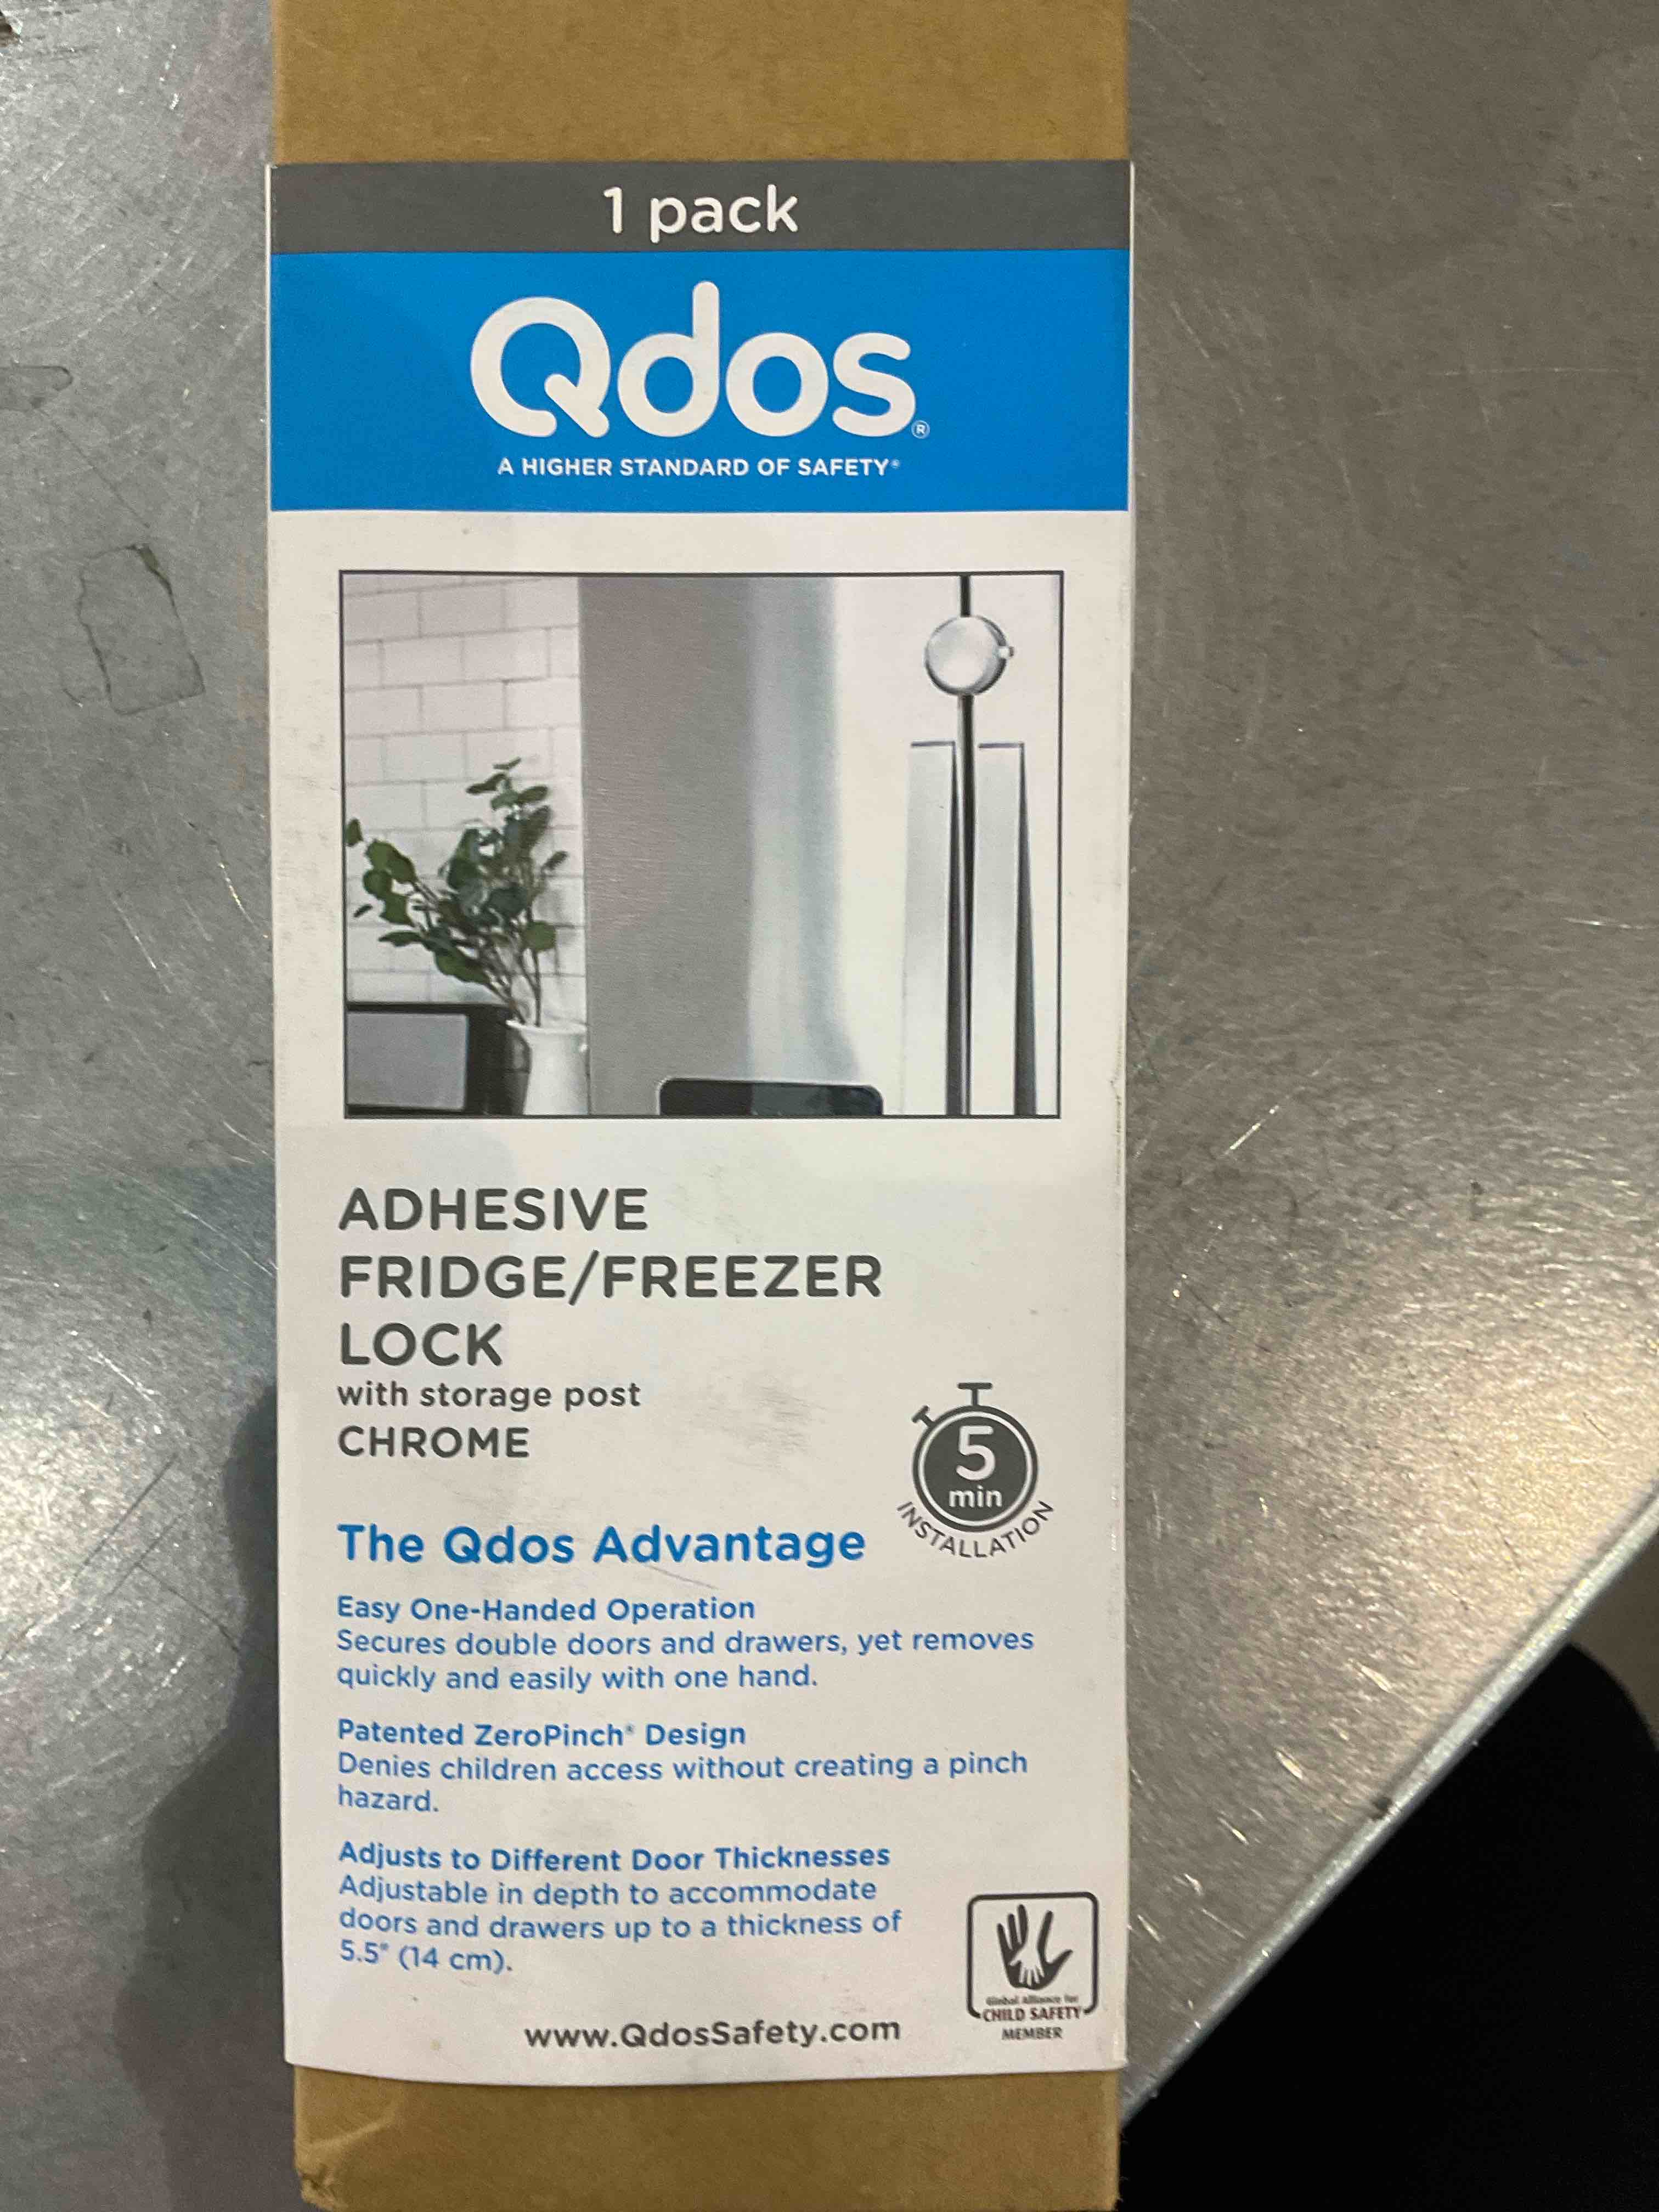 1 pack
Qdos®
A HIGHER STANDARD OF SAFETY®
ADHESIVE
FRIDGE/FREEZER
LOCK
with storage post
CHROME
5
min
INSTALLATION
The Qdos Advantage
Easy One-Handed Operation
Secures double doors and drawers, yet removes
quickly and easily with one hand.
Patented ZeroPinch® Design
Denies children access without creating a pinch
hazard.
Adjusts to Different Door Thicknesses
Adjustable in depth to accommodate
doors and drawers up to a thickness of
5.5" (14 cm).
Global Alliance for
CHILD SAFETY
MEMBER
www.QdosSafety.com